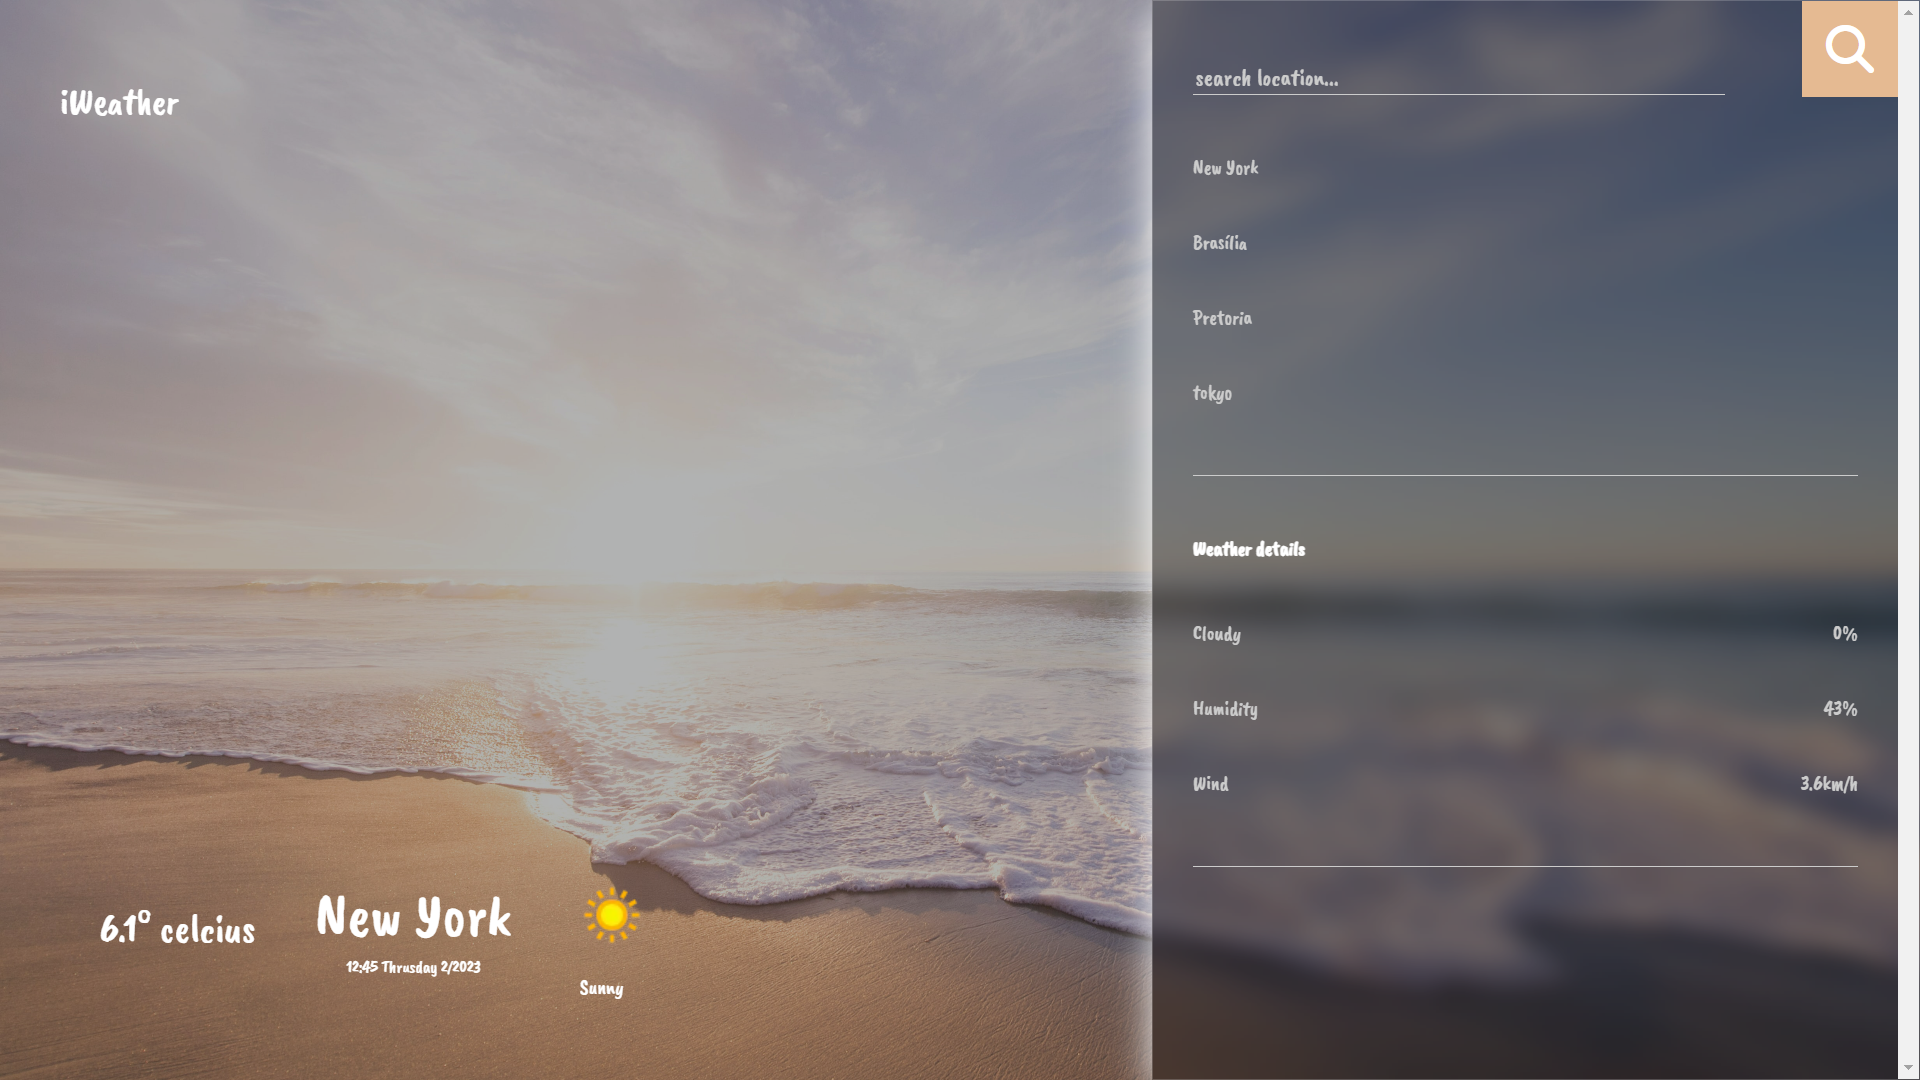 iWeather
6.1° celcius
New York
12:45 Thrusday 2/2023
Sunny
search location...
New York
Brasília
Pretoria
tokyo
Weather details
Cloudy 0%
Humidity 43%
Wind 3.6km/h